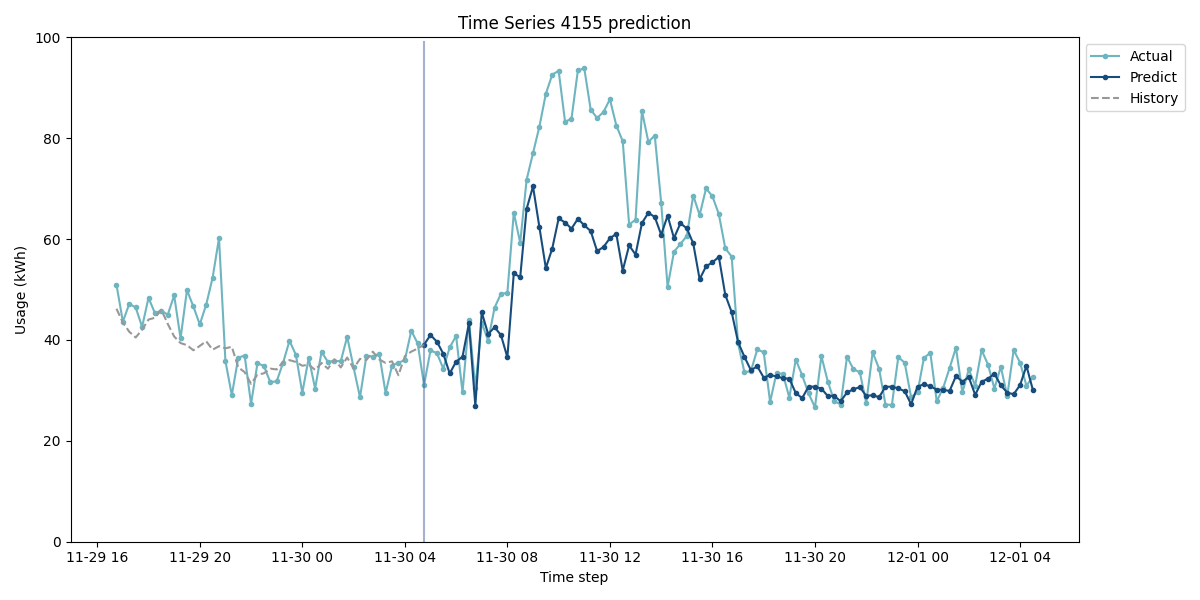 Time Series 4155 prediction
100
80
60
40
20
0
Usage (kWh)
11-29 16
11-29 20
11-30 00
11-30 04
11-30 08
11-30 12
11-30 16
11-30 20
12-01 00
12-01 04
Time step
Actual
Predict
History